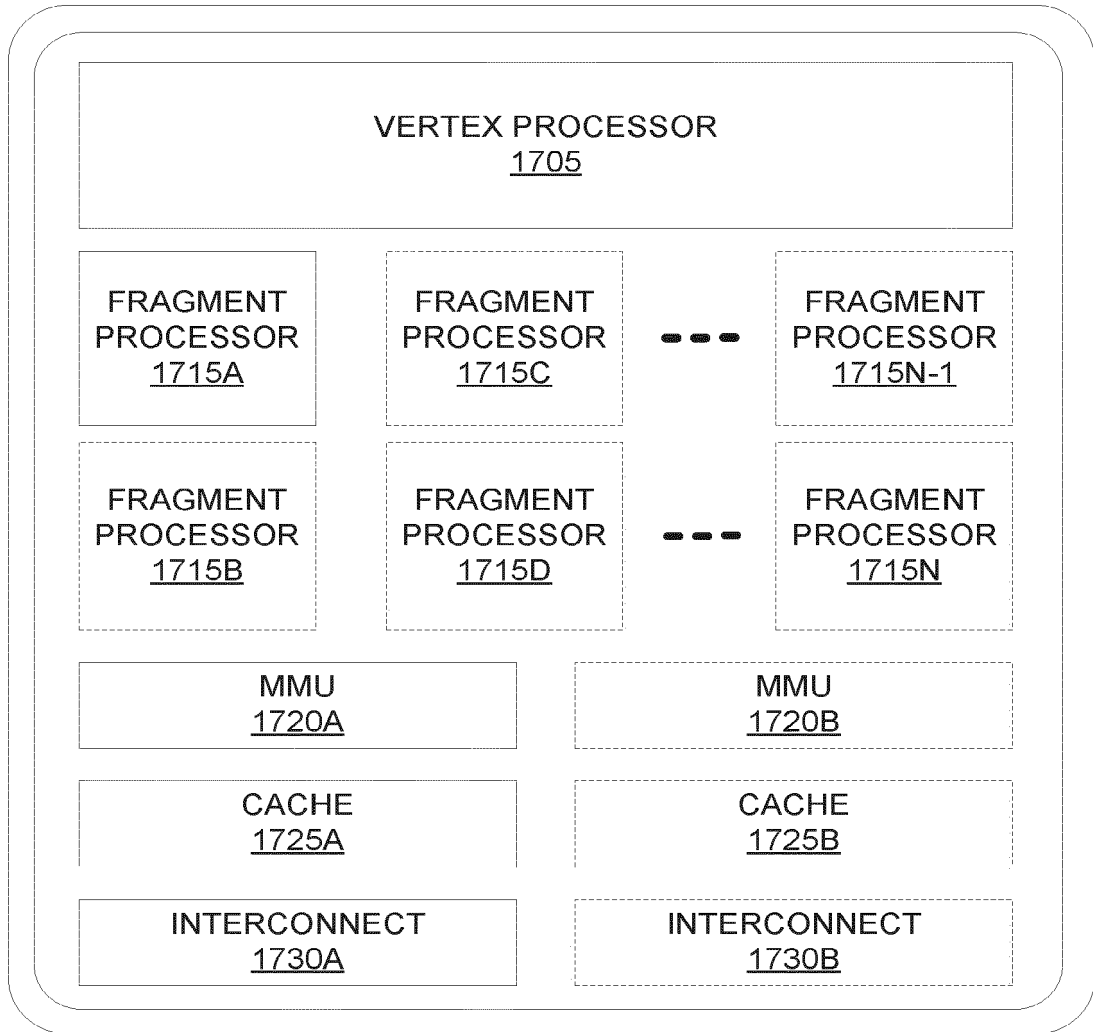 VERTEX PROCESSOR
1705
FRAGMENT
PROCESSOR
1715A
FRAGMENT
PROCESSOR
1715C
FRAGMENT
PROCESSOR
1715N-1
FRAGMENT
PROCESSOR
1715B
FRAGMENT
PROCESSOR
1715D
FRAGMENT
PROCESSOR
1715N
MMU
1720A
MMU
1720B
CACHE
1725A
CACHE
1725B
INTERCONNECT
1730A
INTERCONNECT
1730B